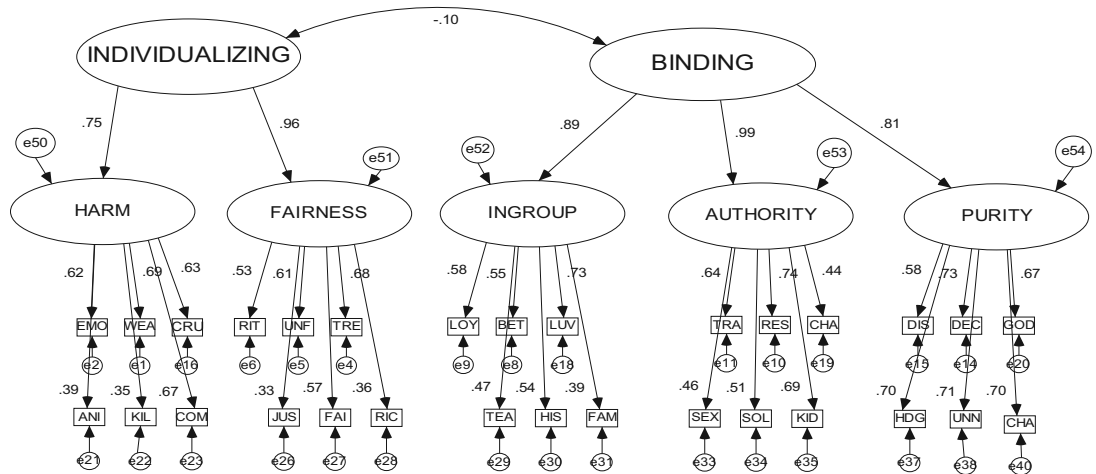 -.10
INDIVIDUALIZING BINDING
.75 .96 .89 .99 .81
e50 e51 e52 e53 e54
HARM FAIRNESS INGROUP AUTHORITY PURITY
.62 .69 .63 .53 .61 .68 .58 .55 .73 .64 .74 .44 .58 .73 .67
EMO WEA CRU RIT UNF TRE LOY BET LUV TRA RES CHA DIS DEC GOD
e2 e1 e16 e6 e5 e4 e9 e8 e18 e11 e10 e19 e15 e14 e20
.39 .35 .67 .33 .57 .36 .47 .54 .39 .46 .51 .69 .70 .71 .70
ANI KIL COM JUS FAI RIC TEA HIS FAM SEX SOL KID HDG UNN CHA
e21 e22 e23 e26 e27 e28 e29 e30 e31 e33 e34 e35 e37 e38 e40